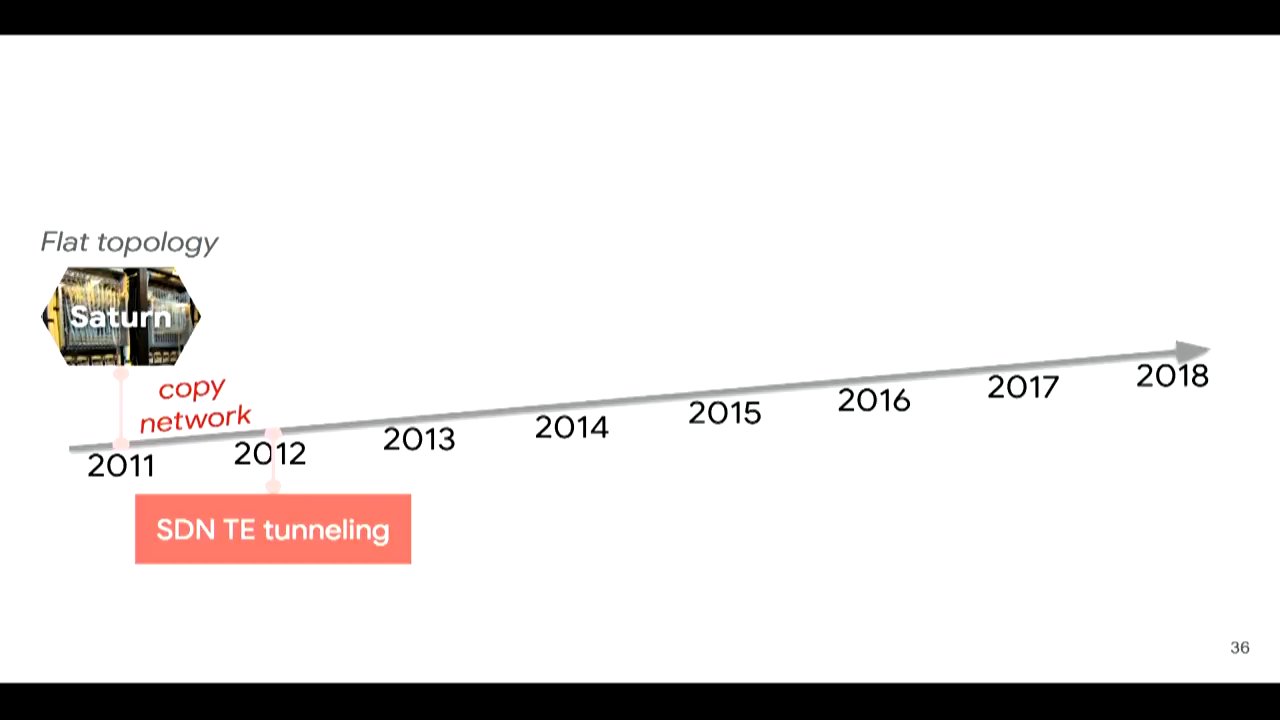 Flat topology
Saturn
copy
network
2011
2012
2013
2014
2015
2016
2017
2018
SDN TE tunneling
36